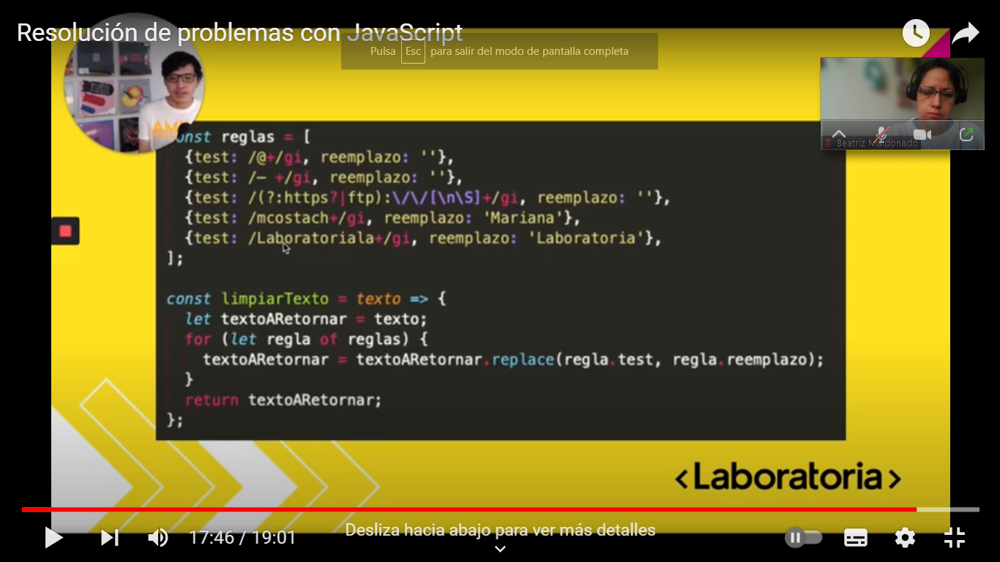 Resolución de problemas con JavaScript
Pulsa Esc para salir del modo de pantalla completa
Beatriz Maldonado
const reglas = [
{test: /@+/gi, reemplazo: ''},
{test: /– +/gi, reemplazo: ''},
{test: /(?:https?|ftp):\/\/[\n\S]+/gi, reemplazo: ''},
{test: /mcostach+/gi, reemplazo: 'Mariana'},
{test: /Laboratoriala+/gi, reemplazo: 'Laboratoria'},
];
const limpiarTexto = texto => {
let textoARetornar = texto;
for (let regla of reglas) {
textoARetornar = textoARetornar.replace(regla.test, regla.reemplazo);
}
return textoARetornar;
};
<Laboratoria>
17:46 / 19:01
Desliza hacia abajo para ver más detalles